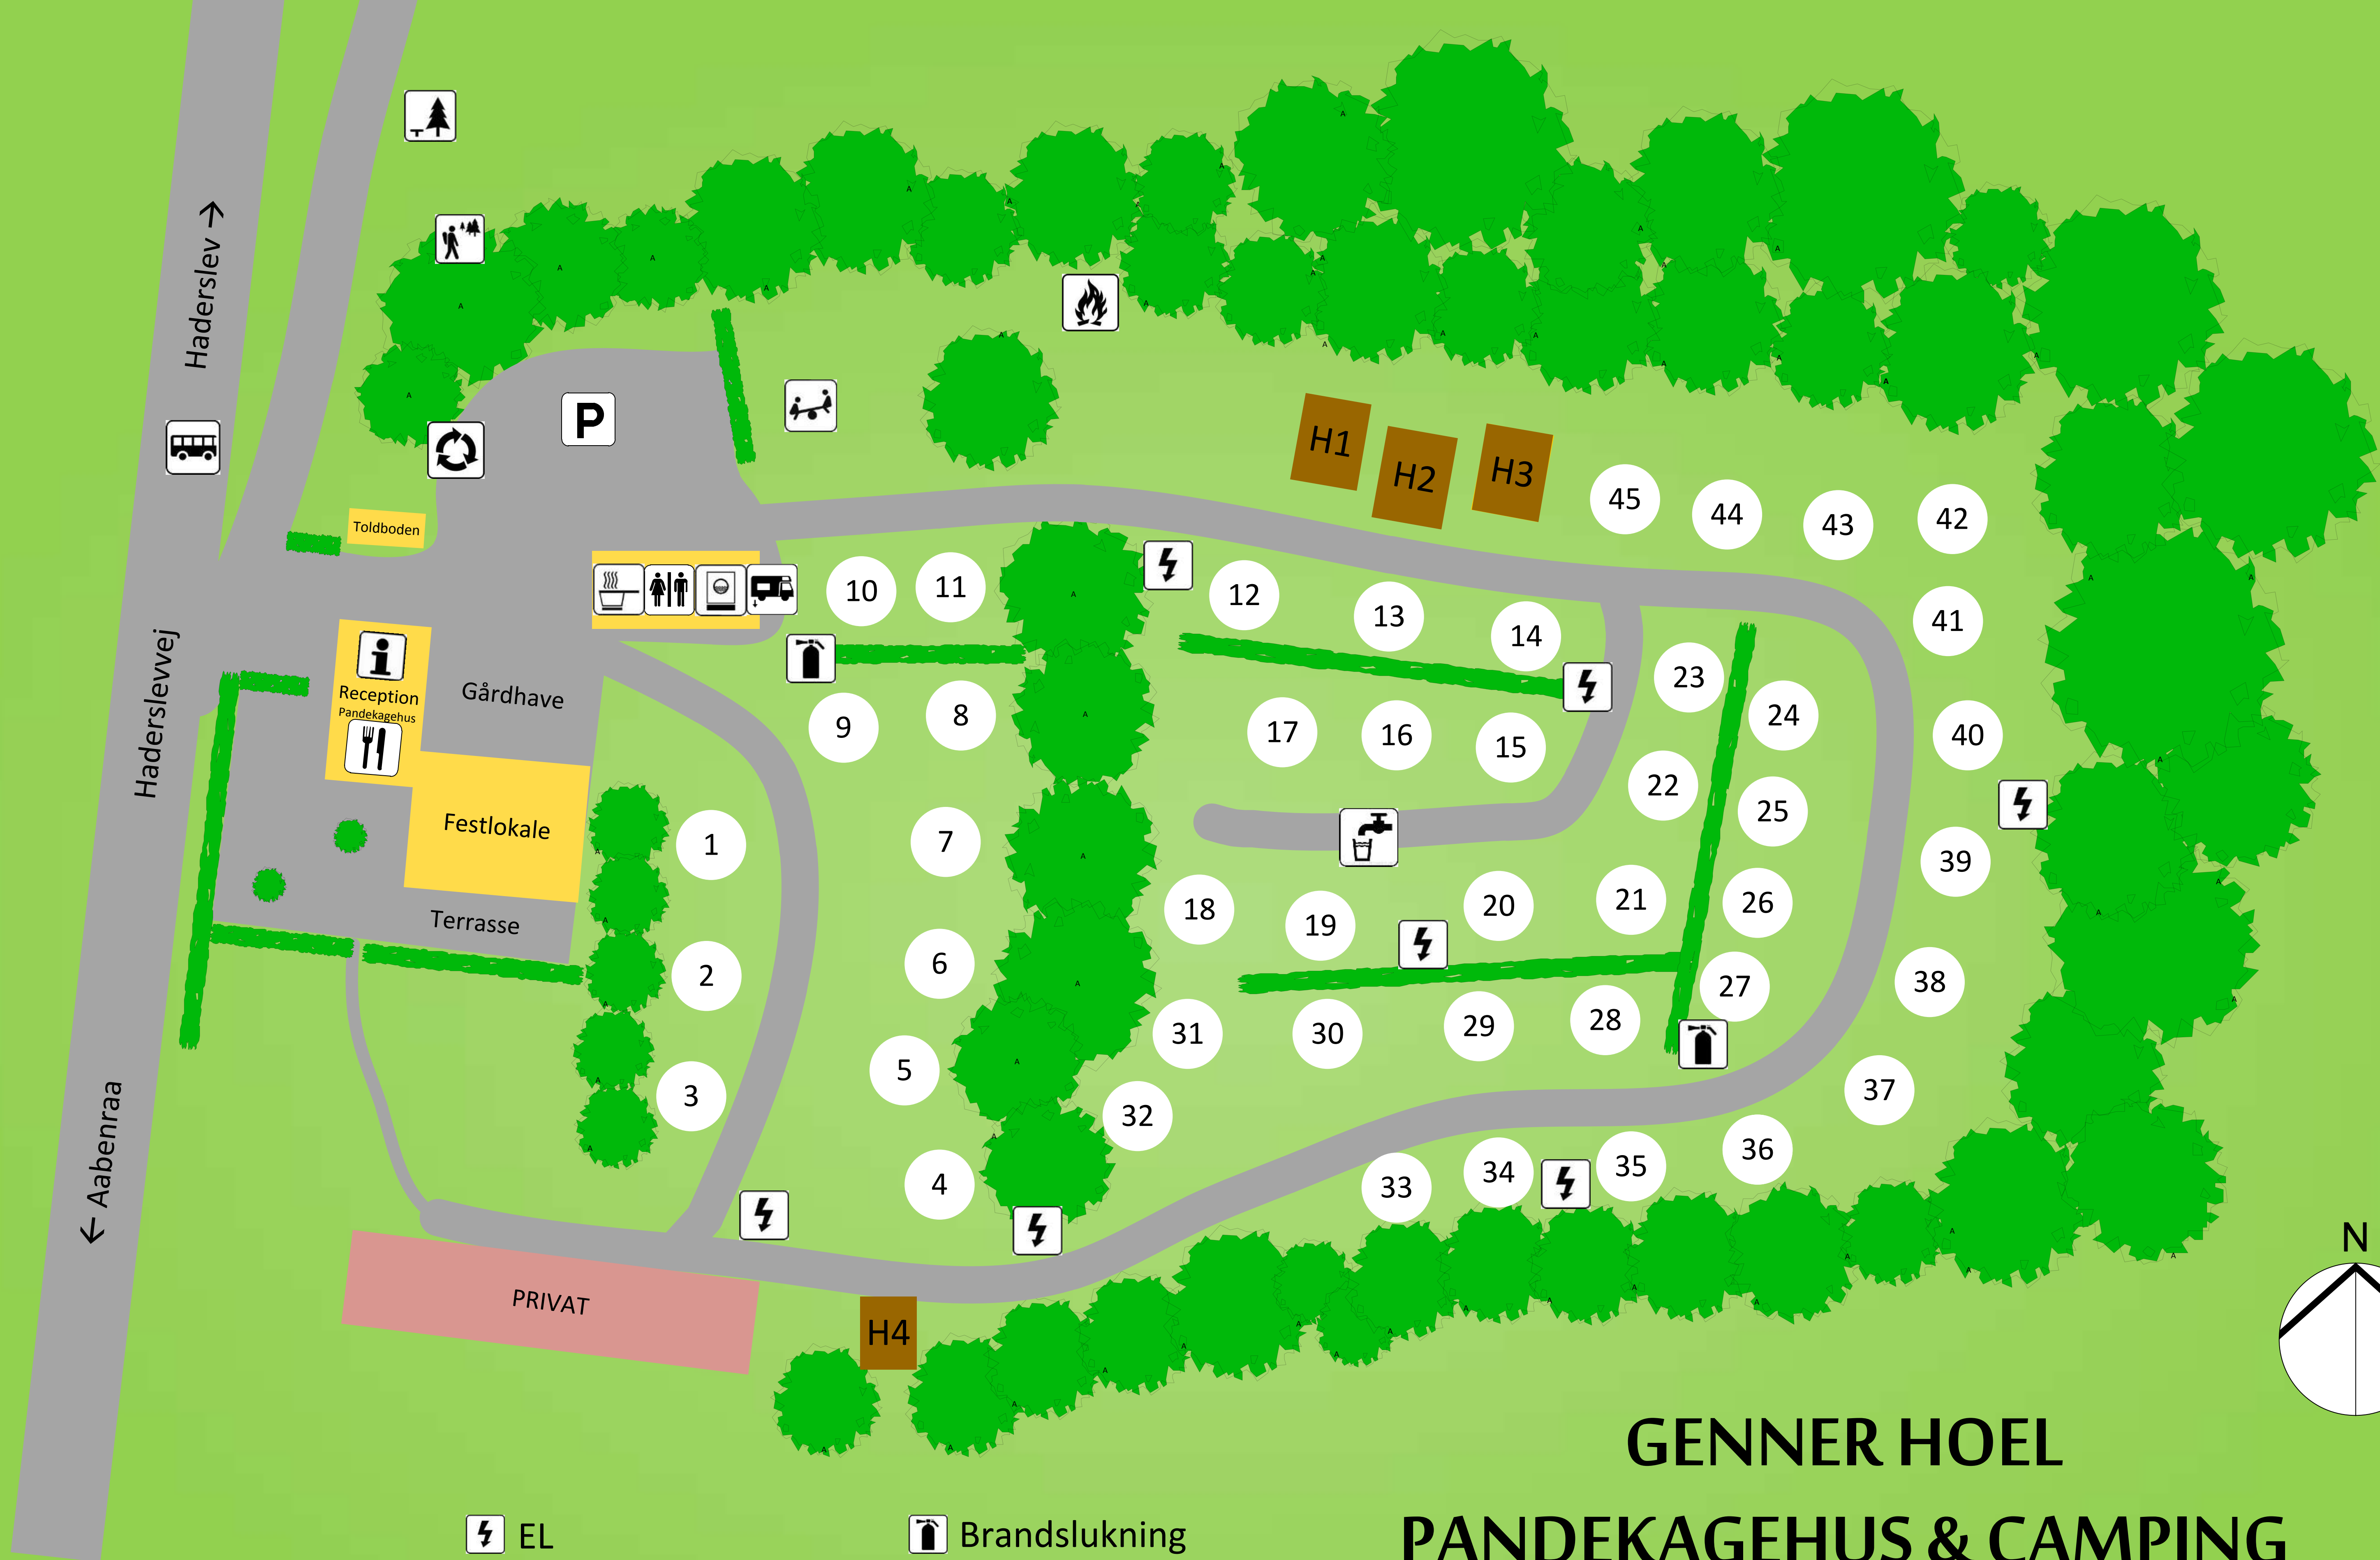 Haderslev →
P
Toldboden
H1
H2
H3
45
44
43
42
10
11
12
13
14
41
Haderslevvej
i
Reception
Pandekagehus
Gårdhave
9
8
17
16
15
23
24
40
22
Festlokale
1
7
25
39
Terrasse
18
19
20
21
26
2
6
27
38
31
30
29
28
5
3
32
37
← Aabenraa
4
33
34
35
36
N
PRIVAT
H4
GENNER HOEL
PANDEKAGEHUS & CAMPING
EL
Brandslukning